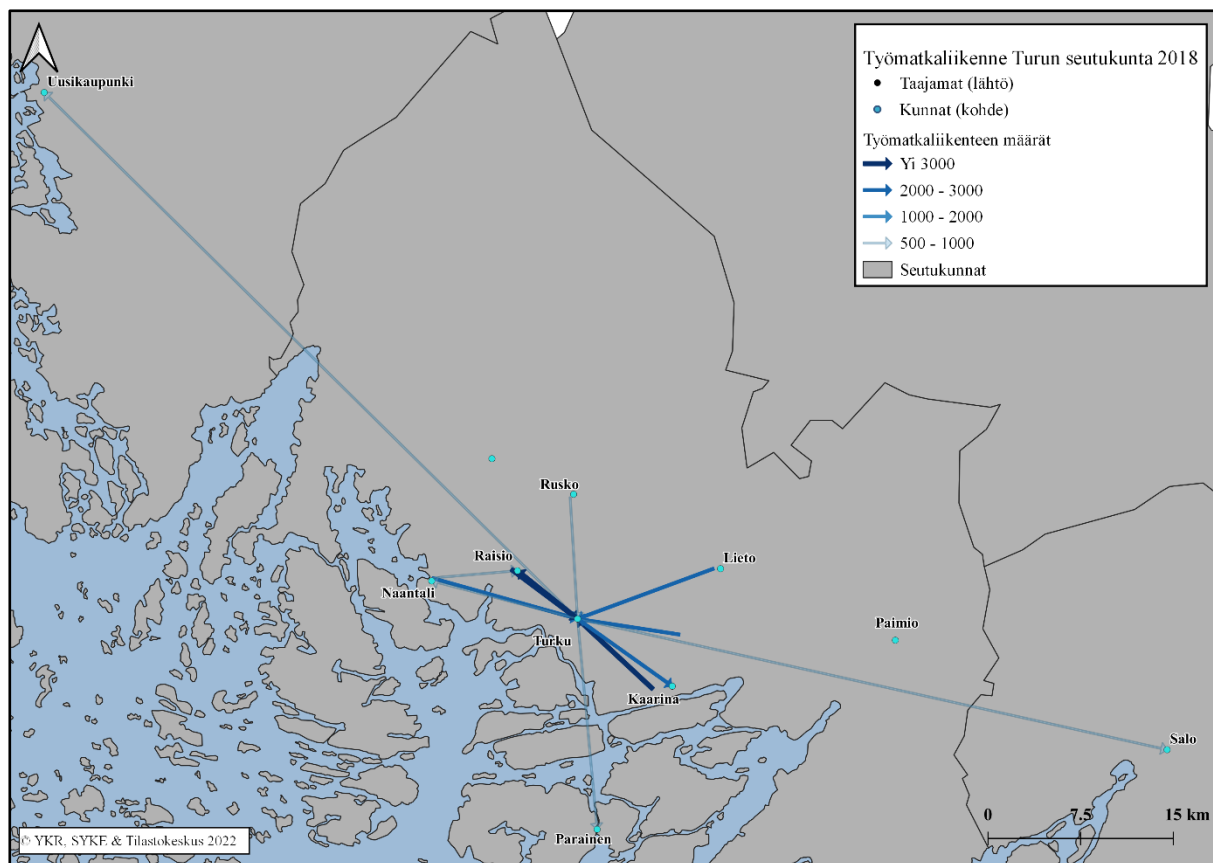 Uusikaupunki
Työmatkaliikenne Turun seutukunta 2018
Taajamat (lähtö)
Kunnat (kohde)
Työmatkaliikenteen määrät
Yi 3000
2000 - 3000
1000 - 2000
500 - 1000
Seutukunnat
Rusko
Raisio
Lieto
Naantali
Turku
Paimio
Kaarina
Salo
0 7.5 15 km
Parainen
© YKR, SYKE & Tilastokeskus 2022